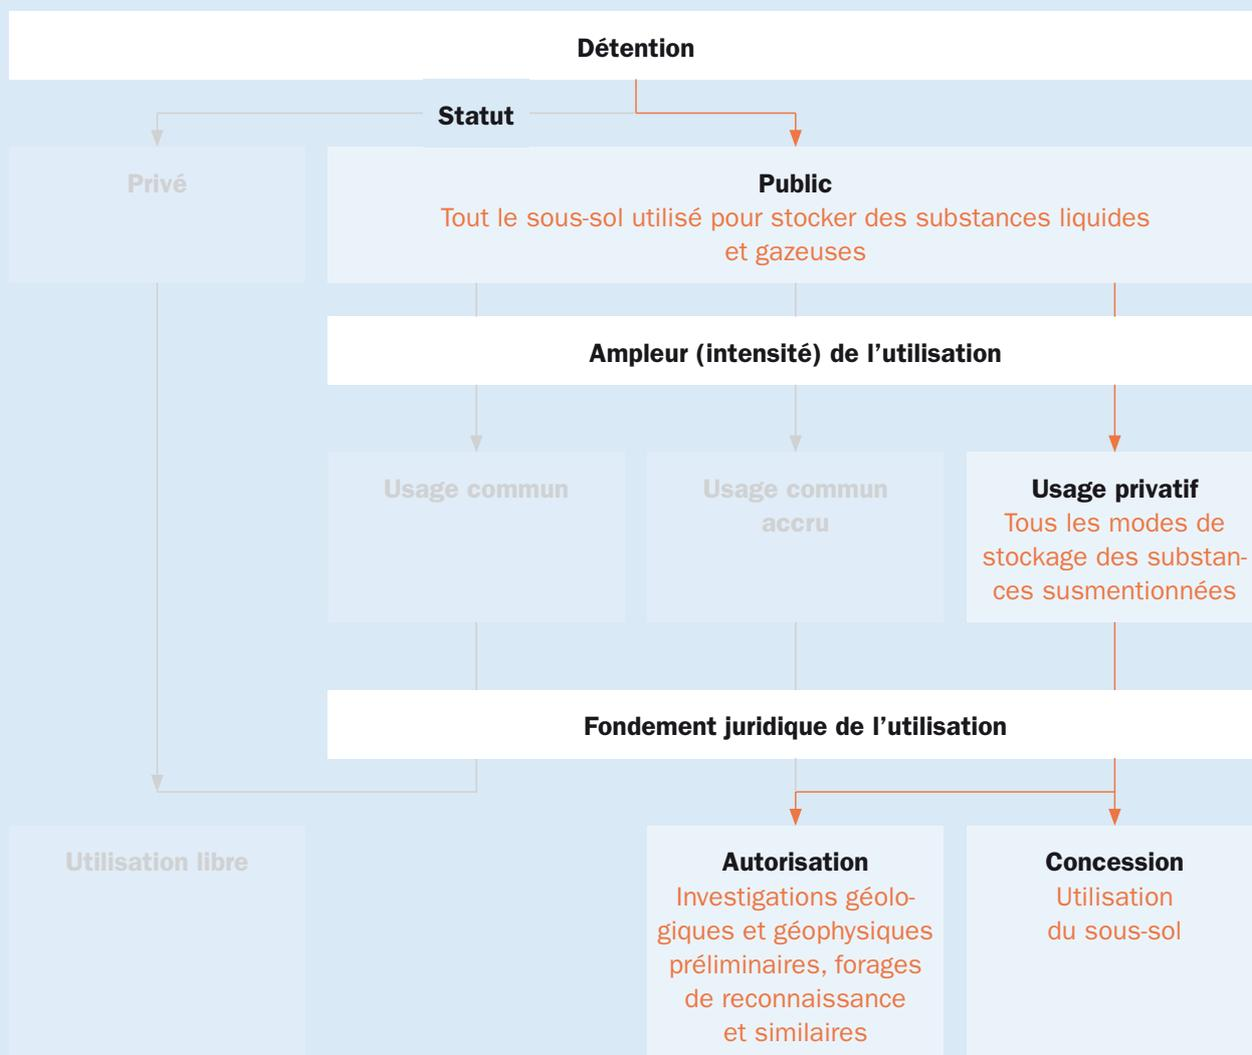 Détention
Statut
Privé
Public
Tout le sous-sol utilisé pour stocker des substances liquides
et gazeuses
Ampleur (intensité) de l’utilisation
Usage commun
Usage commun
accru
Usage privatif
Tous les modes de
stockage des substan-
ces susmentionnées
Fondement juridique de l’utilisation
Utilisation libre
Autorisation
Investigations géolo-
giques et géophysiques
préliminaires, forages
de reconnaissance
et similaires
Concession
Utilisation
du sous-sol